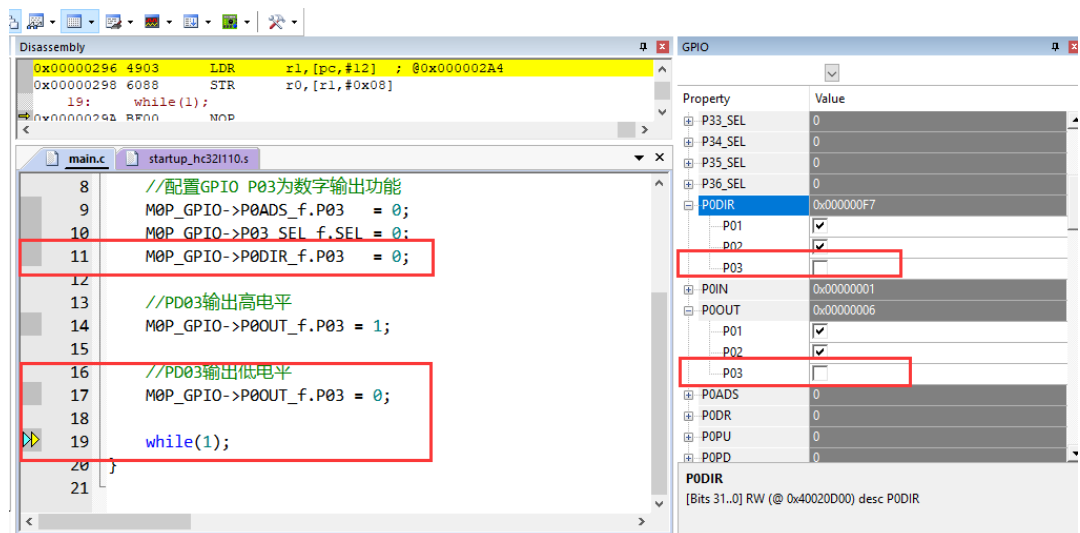 Disassembly
0x00000296 4903 LDR r1,[pc,#12] ; @0x000002A4
0x00000298 6088 STR r0,[r1,#0x08]
19: while(1);
0x0000029A BF00 NOP
main.c
startup_hc32l110.s
8 //配置GPIO P03为数字输出功能
9 M0P_GPIO->P0ADS_f.P03 = 0;
10 M0P_GPIO->P03_SEL_f.SEL = 0;
11 M0P_GPIO->P0DIR_f.P03 = 0;
12
13 //PD03输出高电平
14 M0P_GPIO->P0OUT_f.P03 = 1;
15
16 //PD03输出低电平
17 M0P_GPIO->P0OUT_f.P03 = 0;
18
19 while(1);
20 }
21
GPIO
Property Value
P33_SEL 0
P34_SEL 0
P35_SEL 0
P36_SEL 0
P0DIR 0x000000F7
P01
P02
P03
P0IN 0x00000001
P0OUT 0x00000006
P01
P02
P03
P0ADS 0
P0DR 0
P0PU 0
P0PD 0
P0DIR
[Bits 31..0] RW (@ 0x40020D00) desc P0DIR